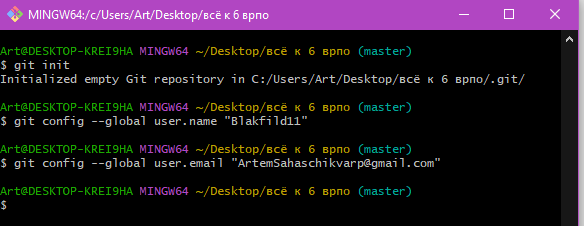 MINGW64:/c/Users/Art/Desktop/всё к 6 врпо
Art@DESKTOP-KREI9HA MINGW64 ~/Desktop/всё к 6 врпо (master)
$ git init
Initialized empty Git repository in C:/Users/Art/Desktop/всё к 6 врпо/.git/
Art@DESKTOP-KREI9HA MINGW64 ~/Desktop/всё к 6 врпо (master)
$ git config --global user.name "Blakfild11"
Art@DESKTOP-KREI9HA MINGW64 ~/Desktop/всё к 6 врпо (master)
$ git config --global user.email "ArtemSahaschikvarp@gmail.com"
Art@DESKTOP-KREI9HA MINGW64 ~/Desktop/всё к 6 врпо (master)
$